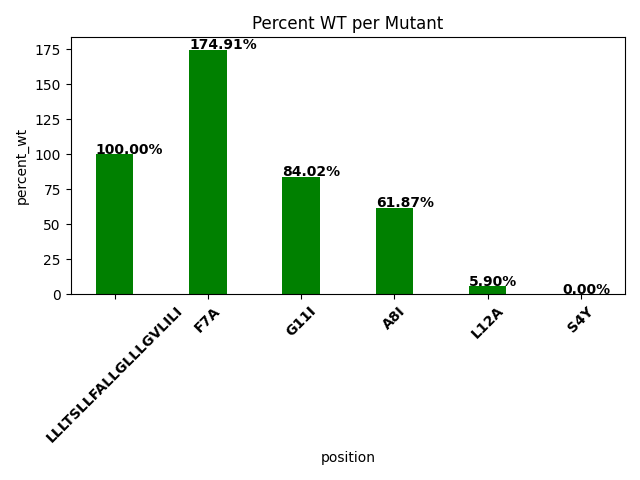 Percent WT per Mutant
percent_wt
175
150
125
100
75
50
25
0
100.00%
174.91%
84.02%
61.87%
5.90%
0.00%
LLLTSLLFALLGLLLGVLILI
F7A
G11I
A8I
L12A
S4Y
position